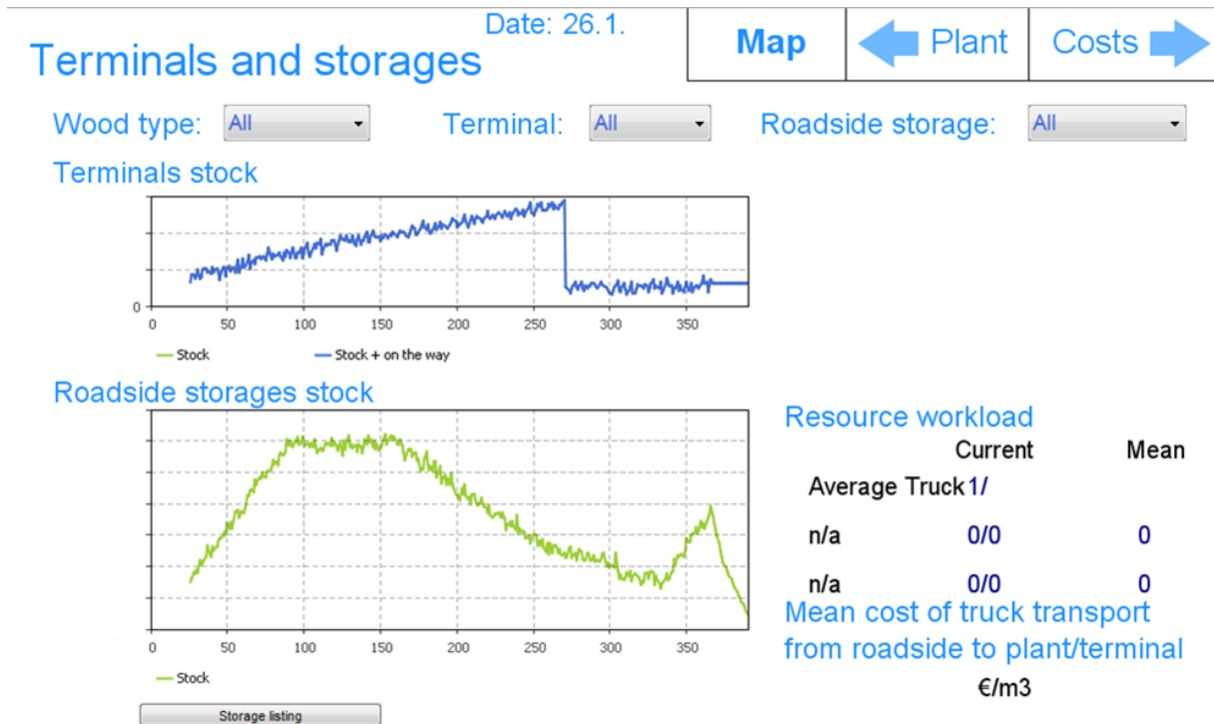 Date: 26.1.
Terminals and storages
Map Plant Costs
Wood type: All Terminal: All Roadside storage: All
Terminals stock
0
0 50 100 150 200 250 300 350
Stock Stock + on the way
Roadside storages stock
0 50 100 150 200 250 300 350
Stock
Storage listing
Resource workload
Current Mean
Average Truck 1/
n/a 0/0 0
n/a 0/0 0
Mean cost of truck transport
from roadside to plant/terminal
€/m3